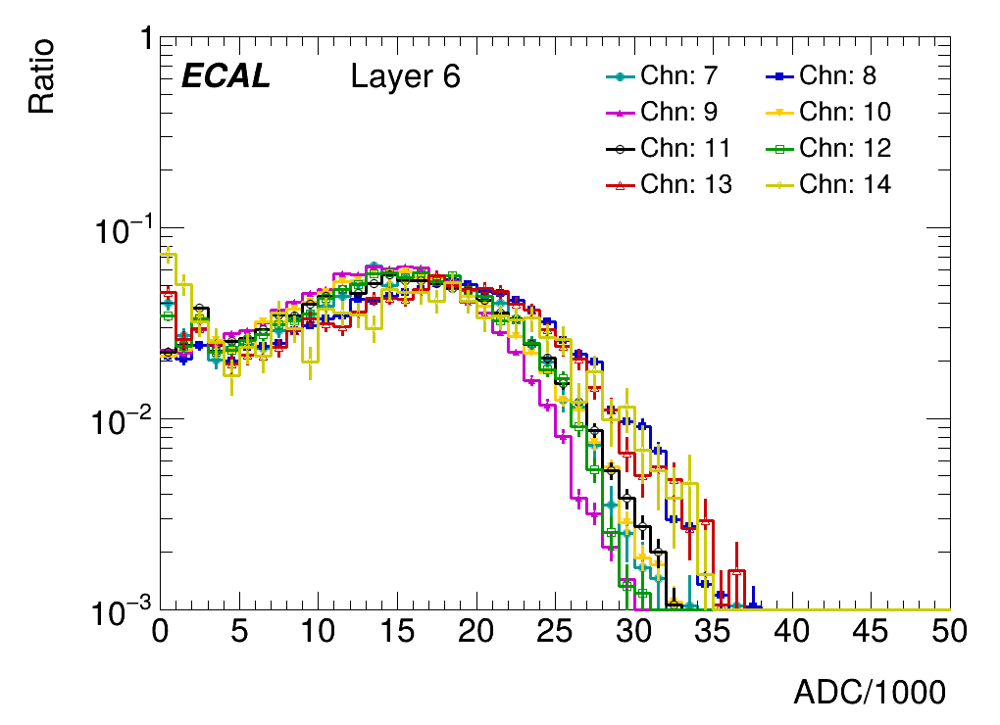 Ratio
ECAL Layer 6
Chn: 7 Chn: 8
Chn: 9 Chn: 10
Chn: 11 Chn: 12
Chn: 13 Chn: 14
1
10⁻¹
10⁻²
10⁻³
0 5 10 15 20 25 30 35 40 45 50
ADC/1000